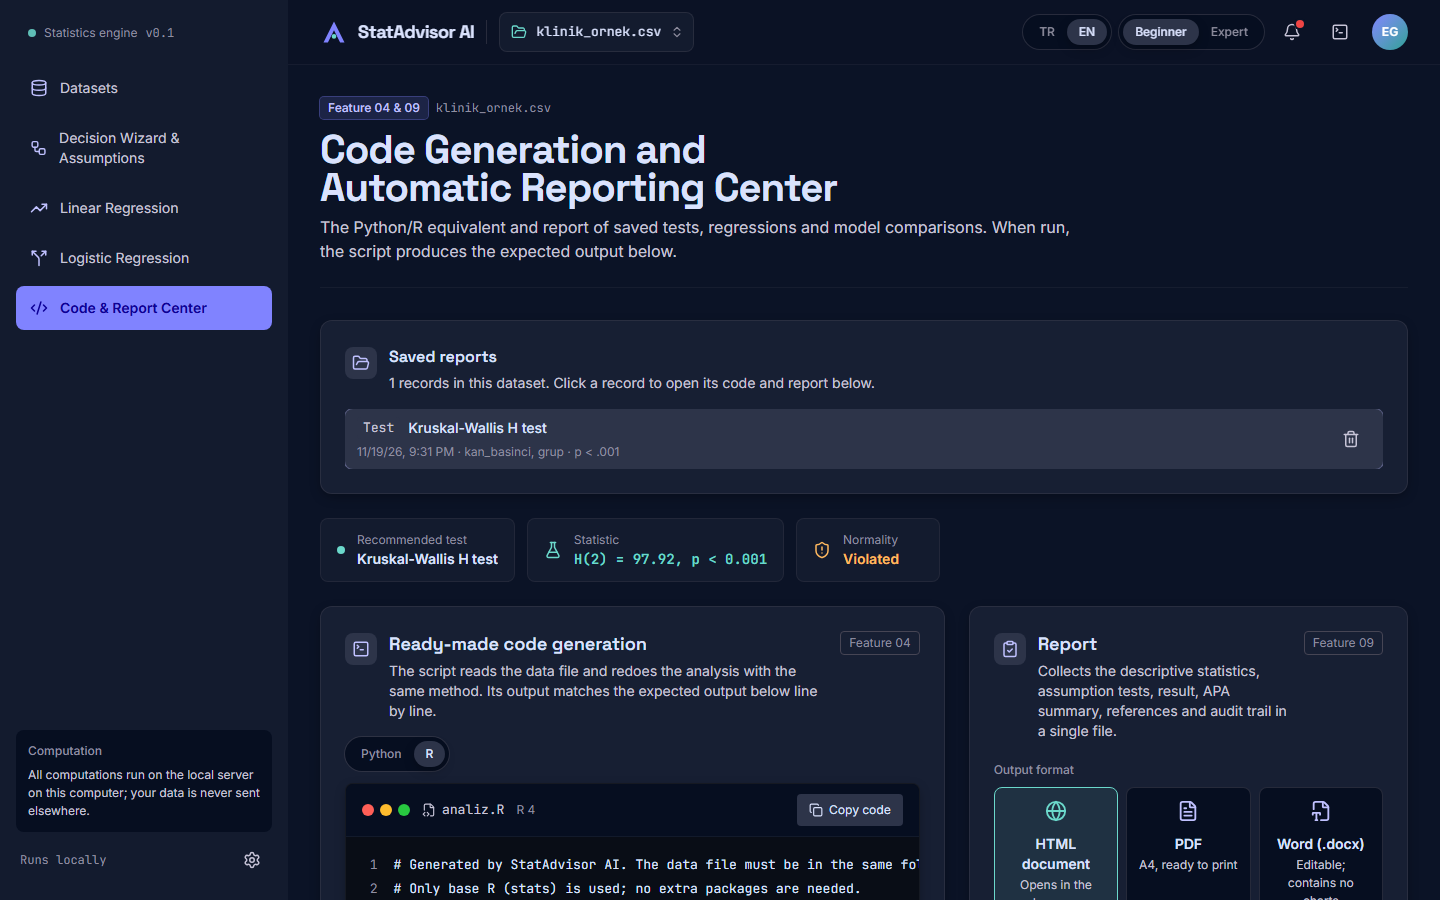 Statistics engine v0.1
Datasets
Decision Wizard &
Assumptions
Linear Regression
Logistic Regression
Code & Report Center
Computation
All computations run on the local server
on this computer; your data is never sent
elsewhere.
Runs locally
StatAdvisor AI
klinik_ornek.csv
TR EN
Beginner Expert
EG
Feature 04 & 09 klinik_ornek.csv
Code Generation and
Automatic Reporting Center
The Python/R equivalent and report of saved tests, regressions and model comparisons. When run,
the script produces the expected output below.
Saved reports
1 records in this dataset. Click a record to open its code and report below.
Test Kruskal-Wallis H test
11/19/26, 9:31 PM · kan_basinci, grup · p < .001
Recommended test
Kruskal-Wallis H test
Statistic
H(2) = 97.92, p < 0.001
Normality
Violated
Ready-made code generation
Feature 04
The script reads the data file and redoes the analysis with the
same method. Its output matches the expected output below line
by line.
Python R
analiz.R R 4
Copy code
1 # Generated by StatAdvisor AI. The data file must be in the same fol
2 # Only base R (stats) is used; no extra packages are needed.
Report
Feature 09
Collects the descriptive statistics,
assumption tests, result, APA
summary, references and audit trail in
a single file.
Output format
HTML
document
Opens in the
PDF
A4, ready to print
Word (.docx)
Editable;
contains no
charts